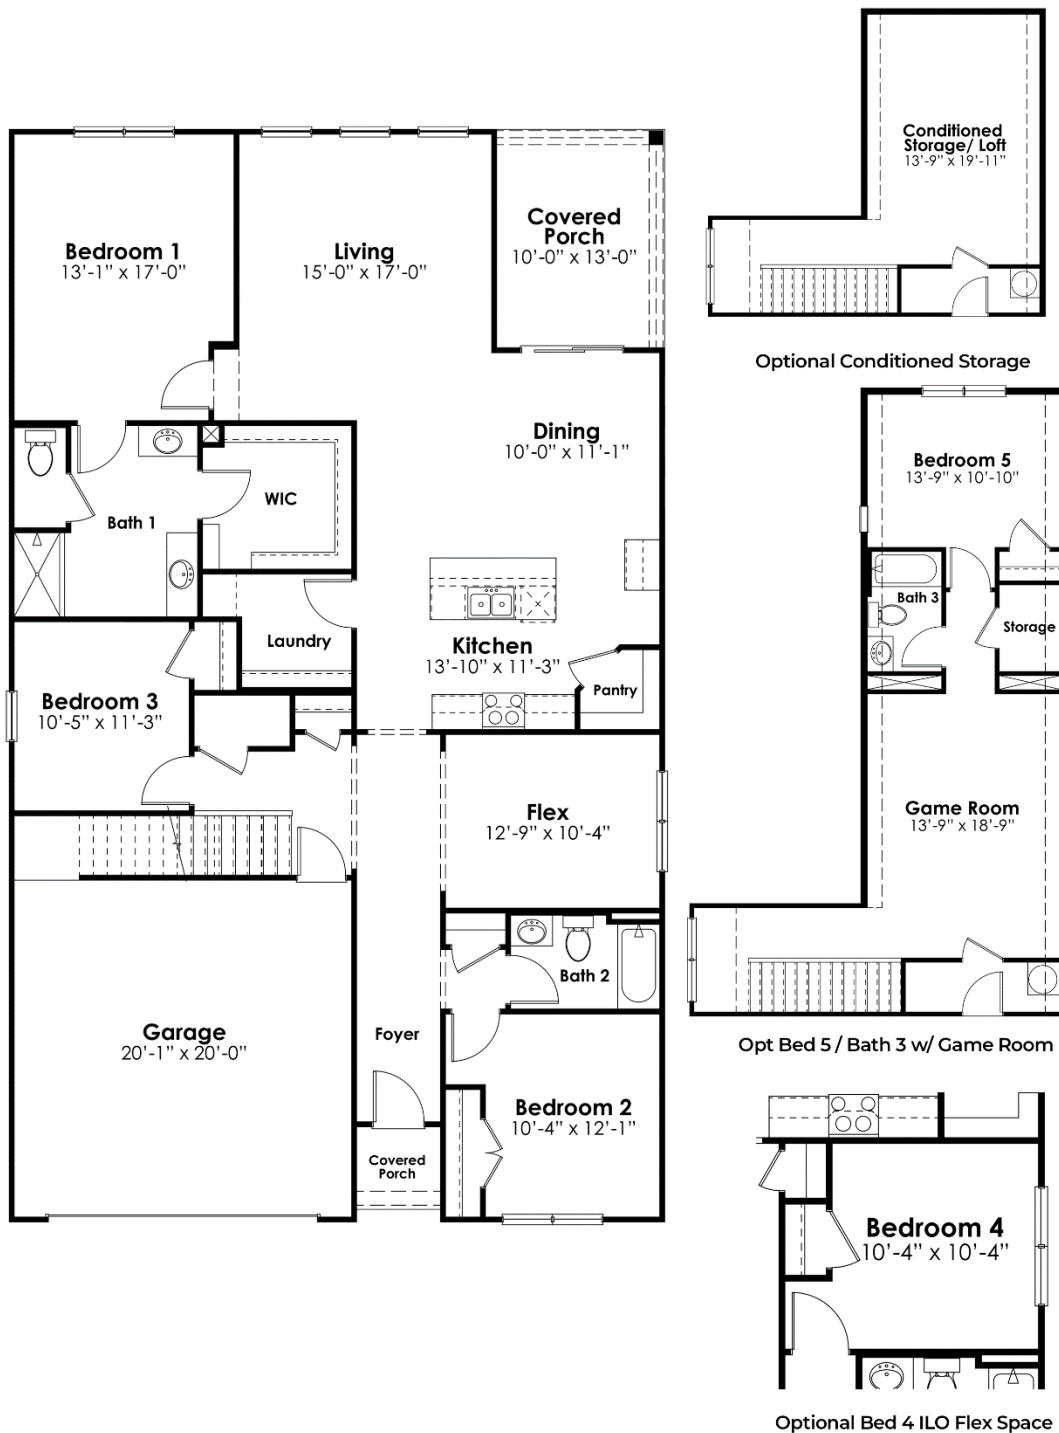 Conditioned
Storage/ Loft
13'-9" x 19'-11"
Optional Conditioned Storage
Bedroom 1
13'-1" x 17'-0"
Living
15'-0" x 17'-0"
Covered
Porch
10'-0" x 13'-0"
Dining
10'-0" x 11'-1"
WIC
Bath 1
Laundry
Kitchen
13'-10" x 11'-3"
Pantry
Bedroom 3
10'-5" x 11'-3"
Flex
12'-9" x 10'-4"
Bath 2
Garage
20'-1" x 20'-0"
Foyer
Bedroom 2
10'-4" x 12'-1"
Covered
Porch
Bedroom 5
13'-9" x 10'-10"
Bath 3
Storage
Game Room
13'-9" x 18'-9"
Opt Bed 5 / Bath 3 w/ Game Room
Bedroom 4
10'-4" x 10'-4"
Optional Bed 4 ILO Flex Space